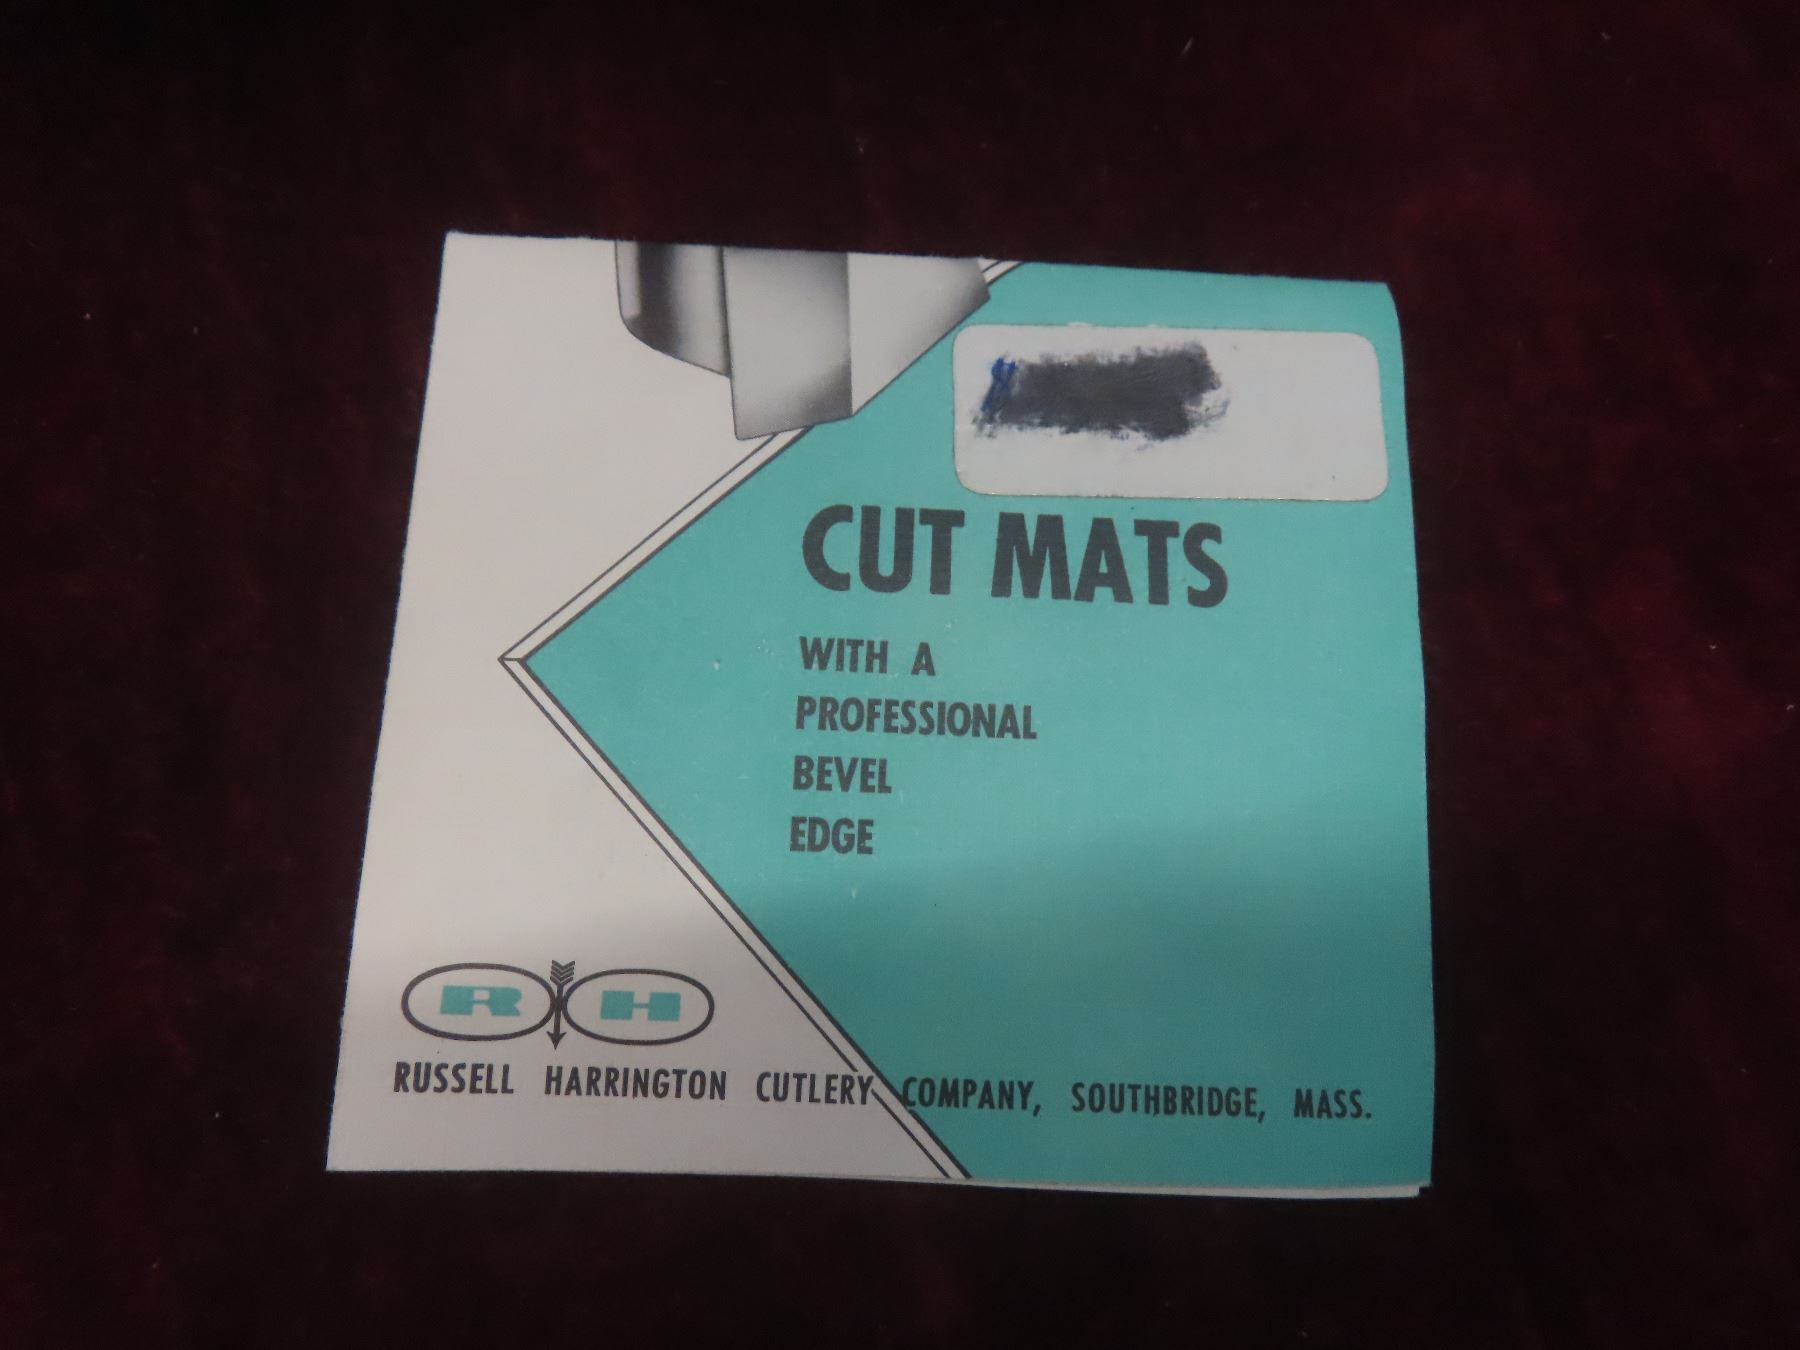 CUT MATS
WITH A
PROFESSIONAL
BEVEL
EDGE
R H
RUSSELL HARRINGTON CUTLERY COMPANY, SOUTHBRIDGE, MASS.